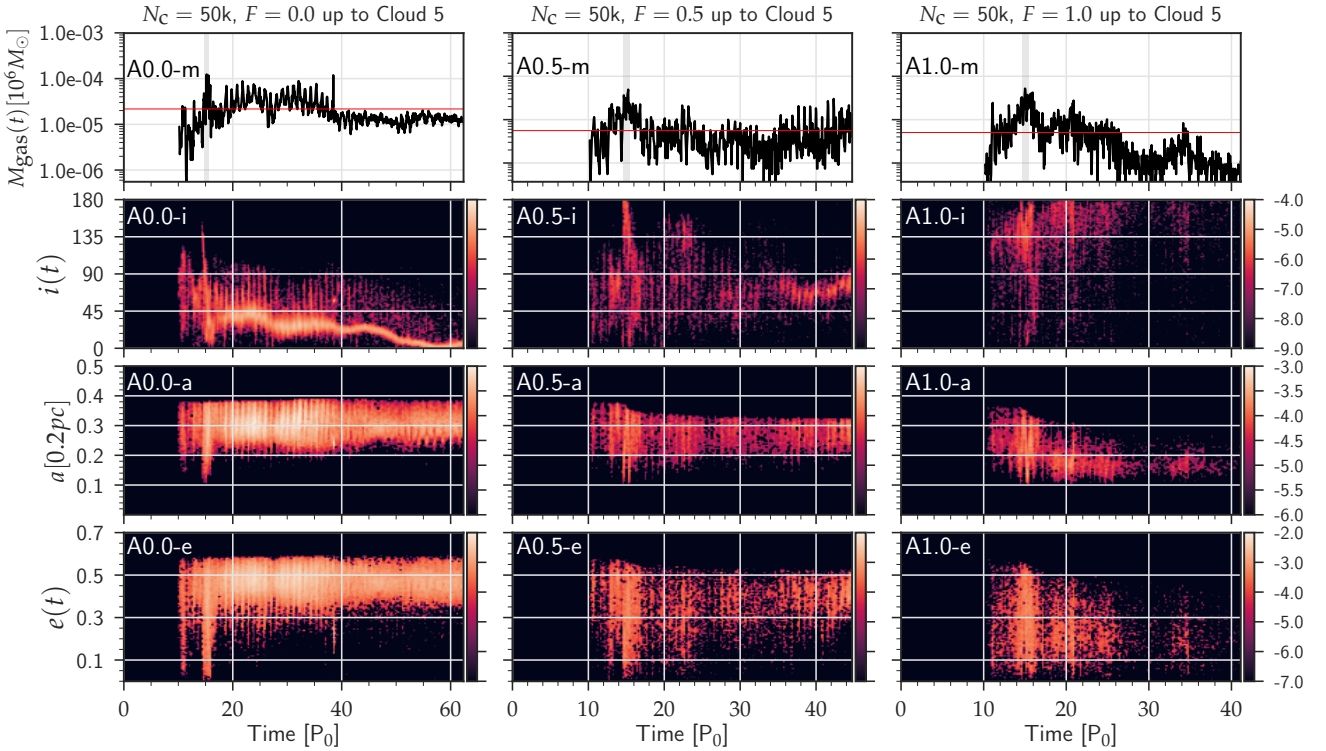 N_C = 50k, F = 0.0 up to Cloud 5
N_C = 50k, F = 0.5 up to Cloud 5
N_C = 50k, F = 1.0 up to Cloud 5
Mgas(t)[10^6 M_⊙]
1.0e-03
1.0e-04
1.0e-05
1.0e-06
A0.0-m
A0.5-m
A1.0-m
i(t)
180
135
90
45
0
A0.0-i
A0.5-i
A1.0-i
-4.0
-5.0
-6.0
-7.0
-8.0
-9.0
a[0.2pc]
0.5
0.4
0.3
0.2
0.1
A0.0-a
A0.5-a
A1.0-a
-3.0
-3.5
-4.0
-4.5
-5.0
-5.5
-6.0
e(t)
0.7
0.5
0.3
0.1
A0.0-e
A0.5-e
A1.0-e
-2.0
-3.0
-4.0
-5.0
-6.0
-7.0
0 20 40 60
0 10 20 30 40
0 10 20 30 40
Time [P_0]
Time [P_0]
Time [P_0]